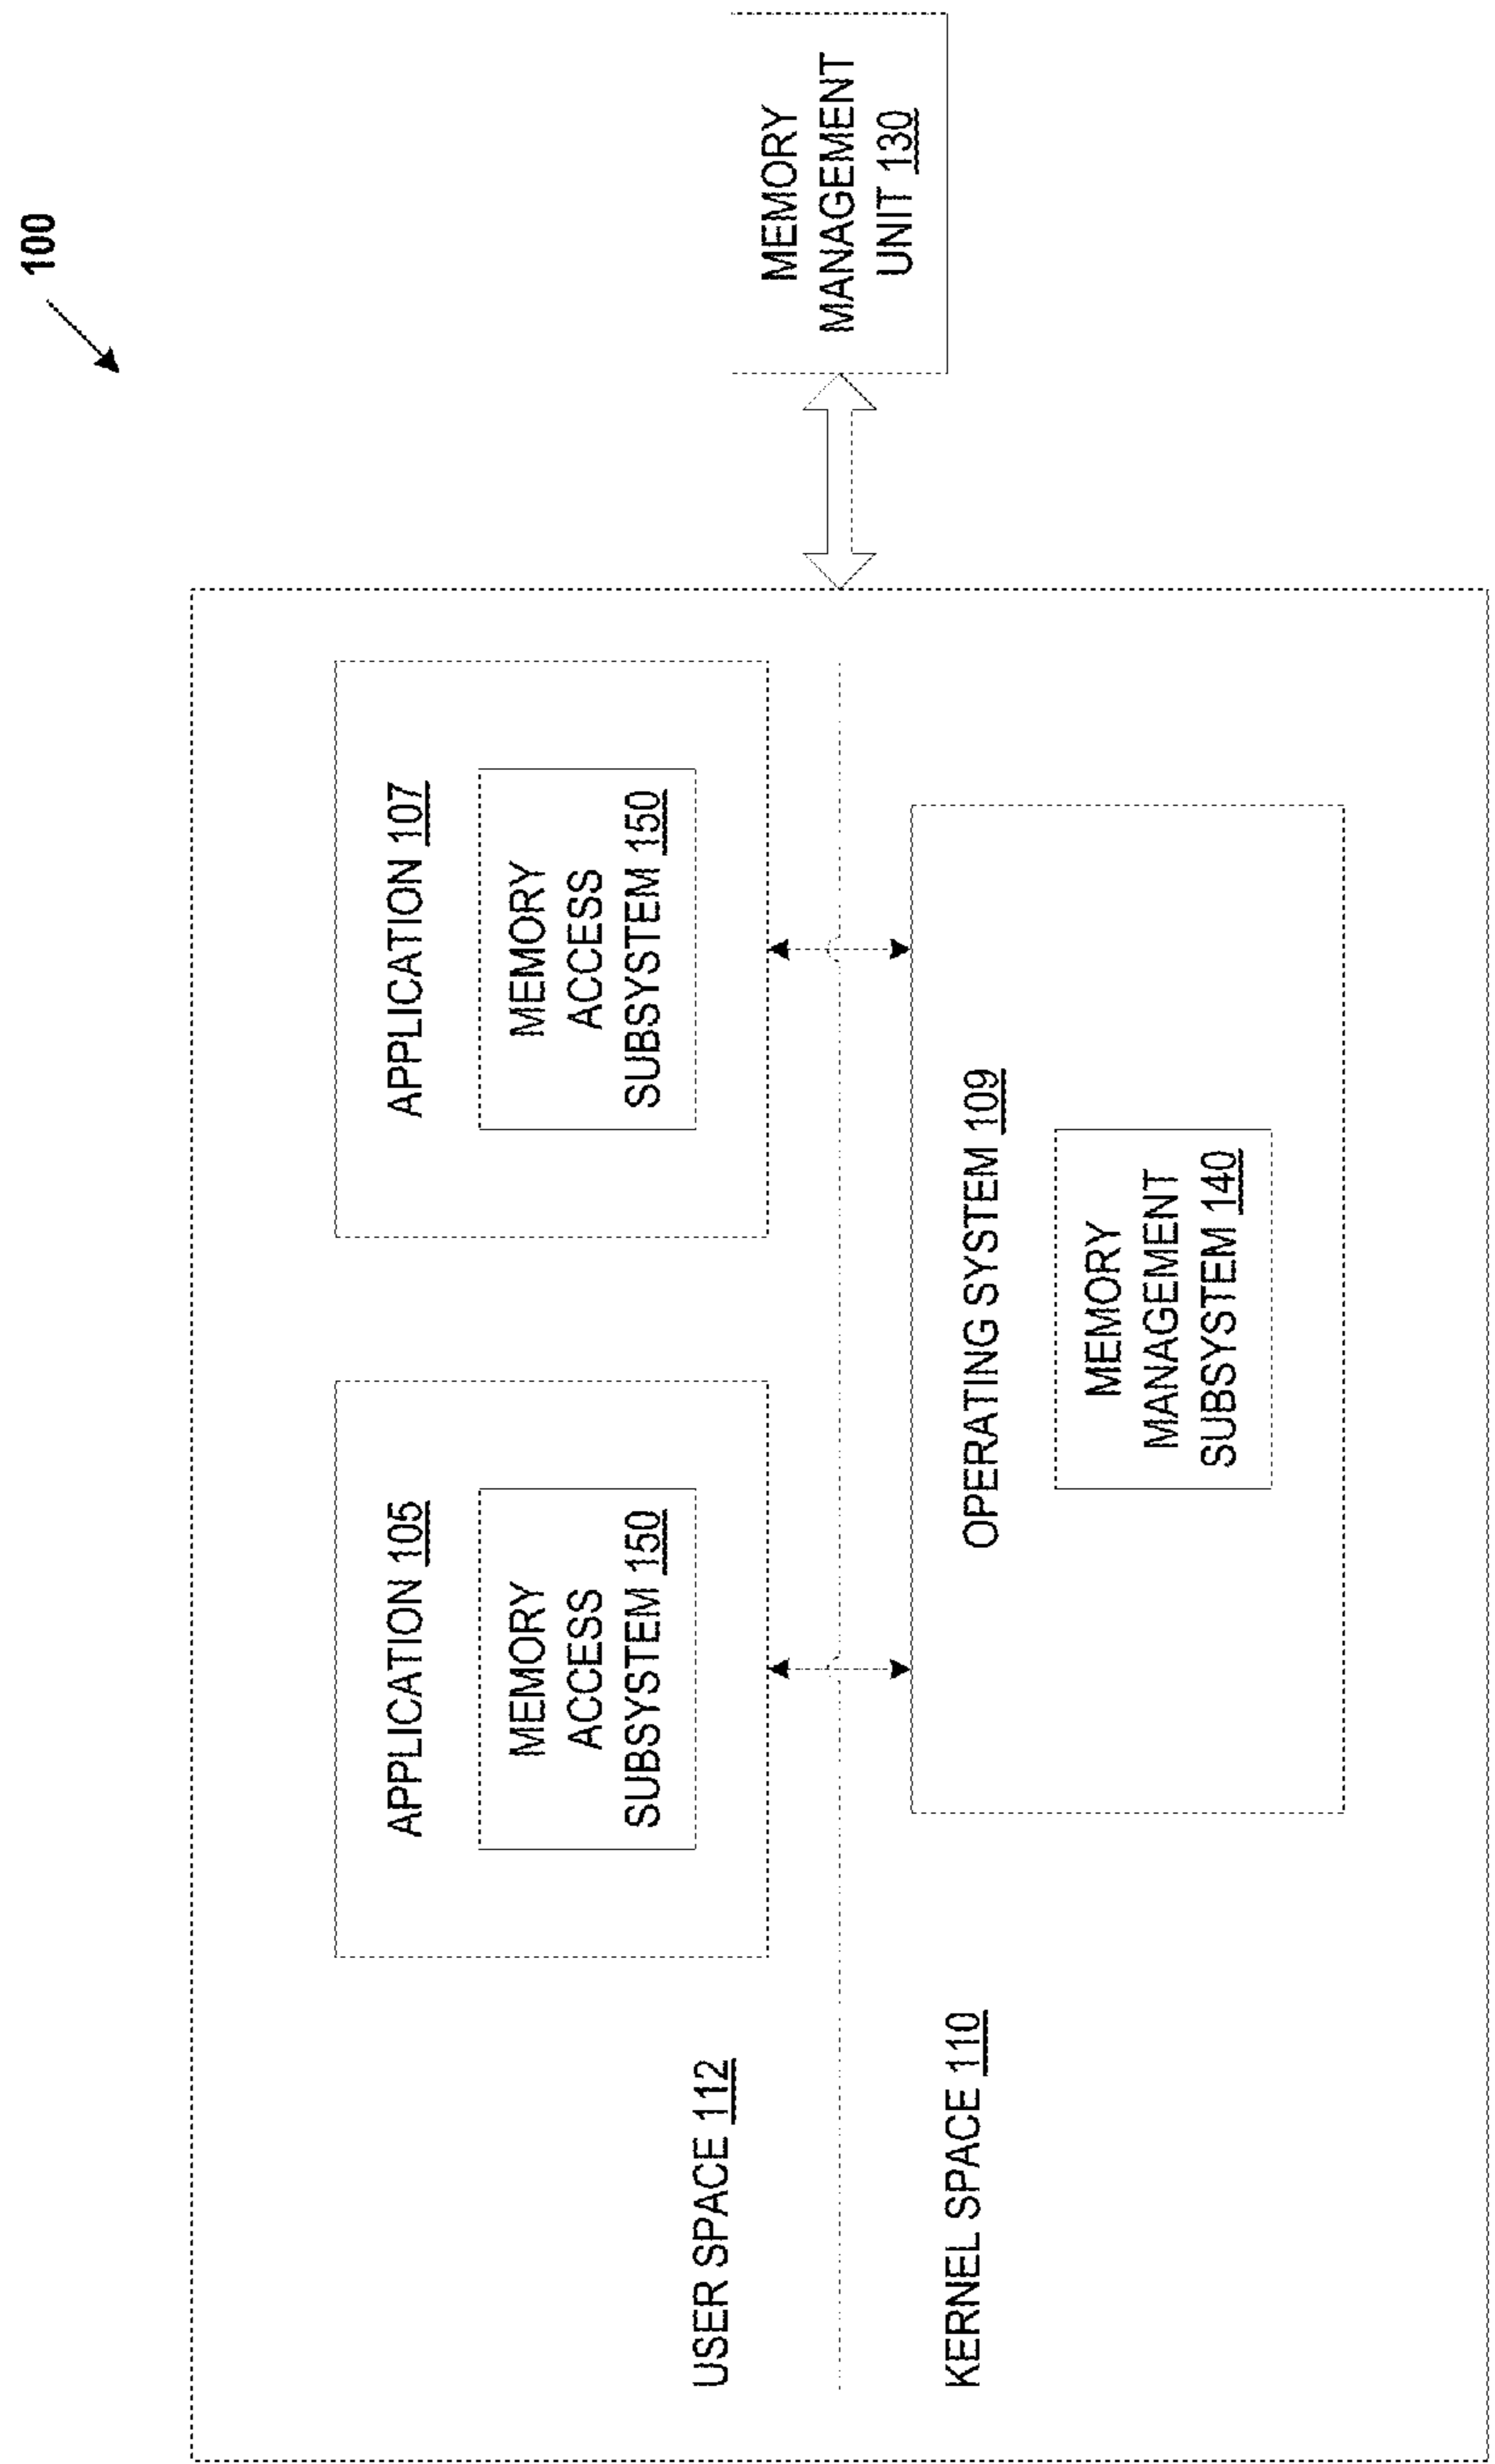 100
APPLICATION 105
MEMORY
ACCESS
SUBSYSTEM 150
APPLICATION 107
MEMORY
ACCESS
SUBSYSTEM 150
USER SPACE 112
MEMORY
MANAGEMENT
UNIT 130
KERNEL SPACE 110
OPERATING SYSTEM 109
MEMORY
MANAGEMENT
SUBSYSTEM 140